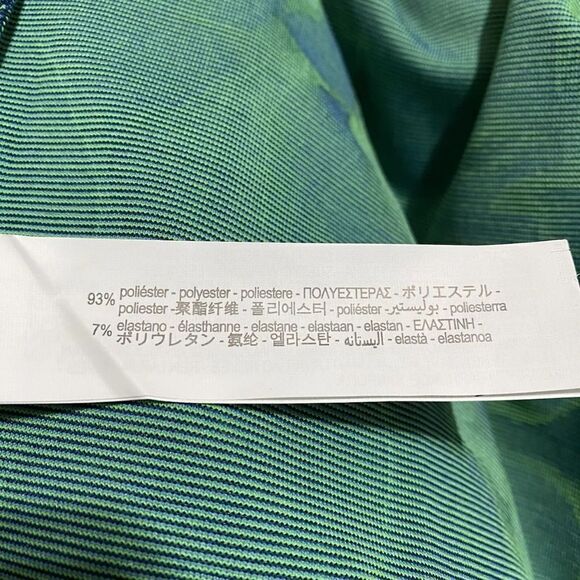 93% poliéster - polyester - poliestere - ΠΟΛΥΕΣΤΕΡΑΣ - ポリエステル -
poliester - 聚酯纤维 - 폴리에스터 - poliéster - بوليستير - poliesterra
7% elastano - élasthanne - elastane - elastaan - elastan - ΕΛΑΣΤΙΝΗ -
ポリウレタン - 氨纶 - 엘라스탄 - اليستانه - elastà - elastanoa